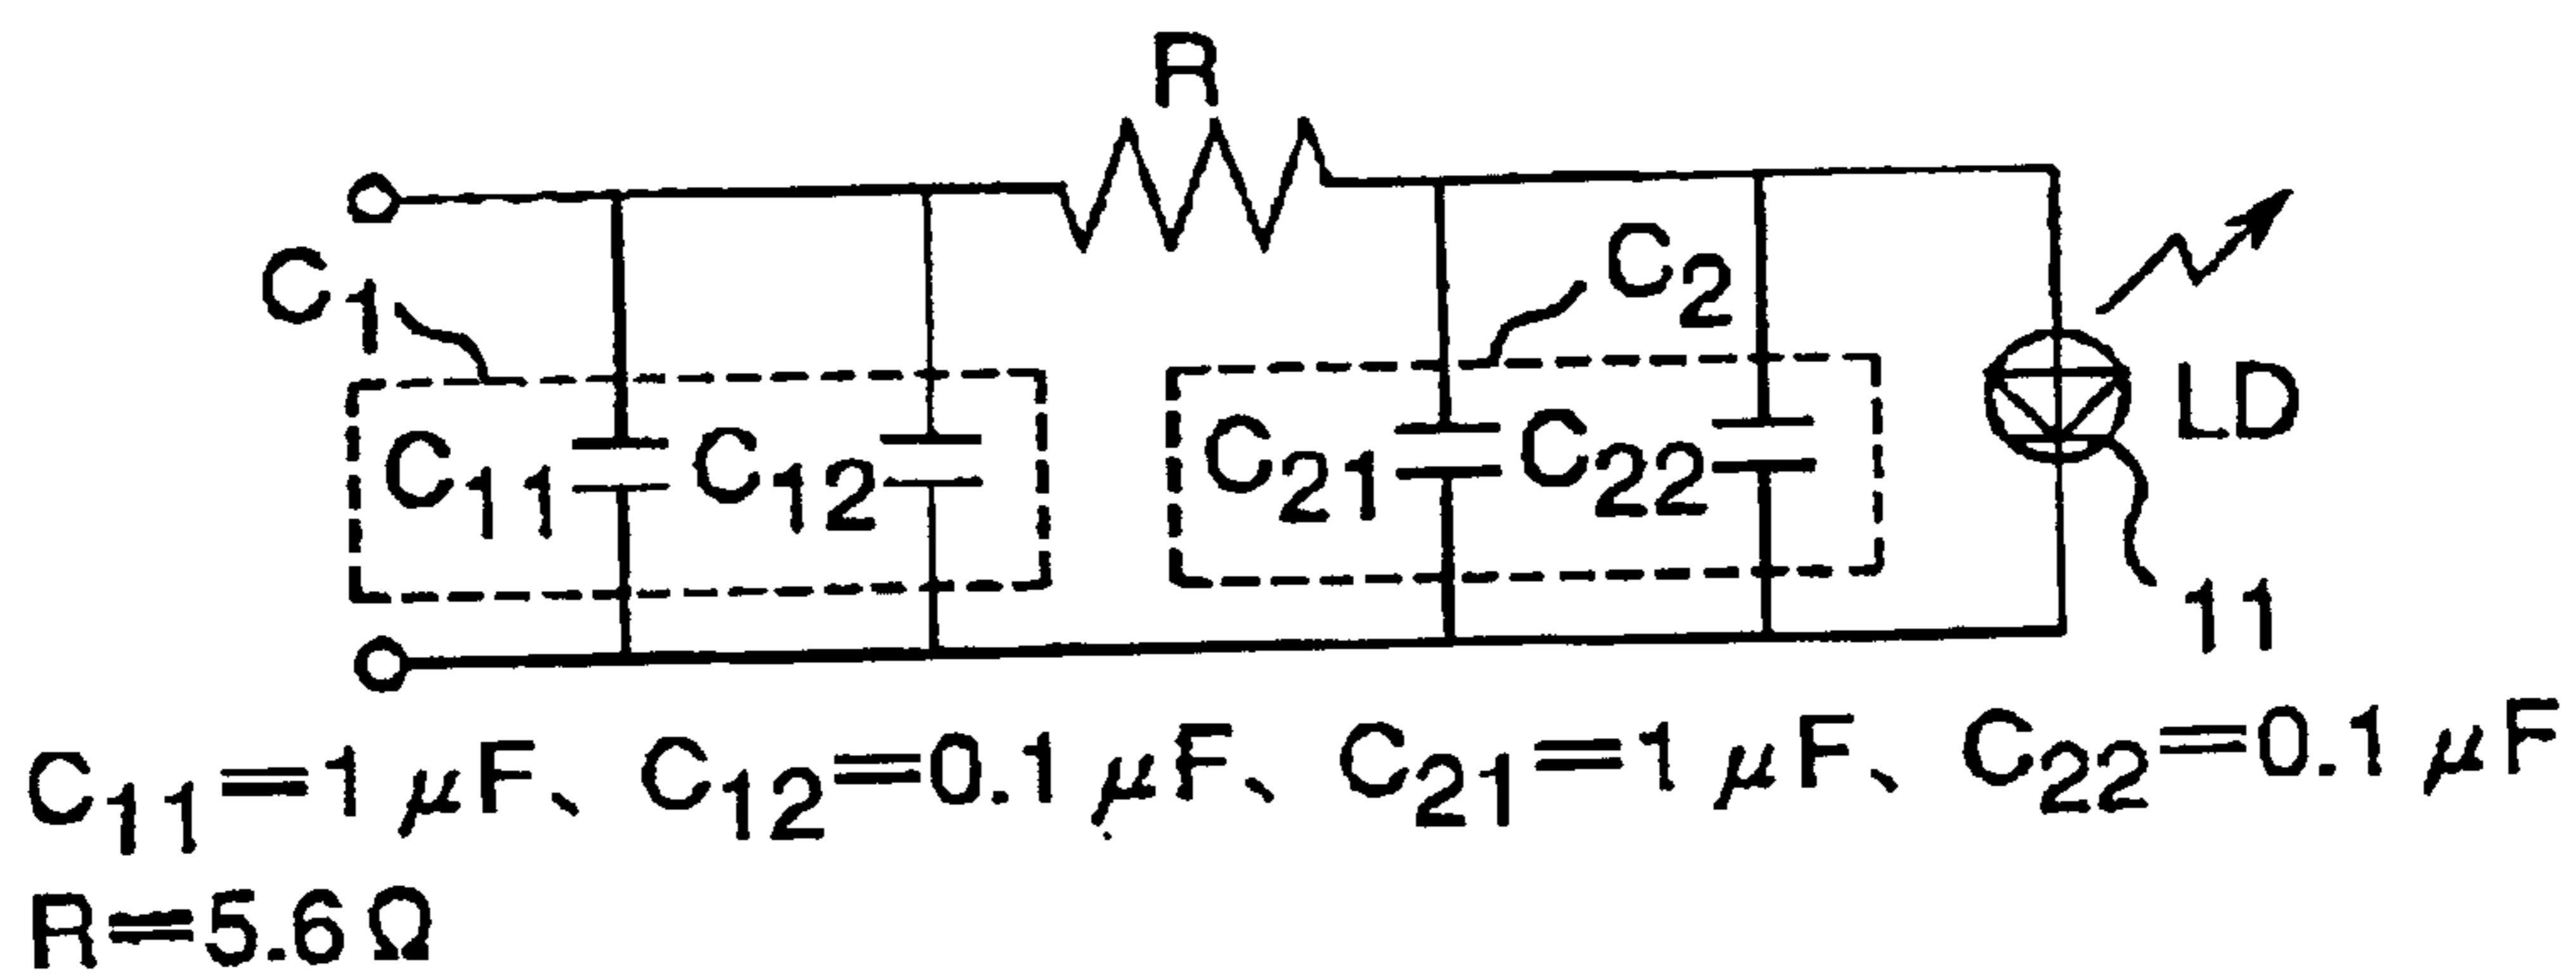 R
C₁
C₂
C₁₁
C₁₂
C₂₁
C₂₂
LD
11
C₁₁=1μF、C₁₂=0.1μF、C₂₁=1μF、C₂₂=0.1μF
R=5.6Ω